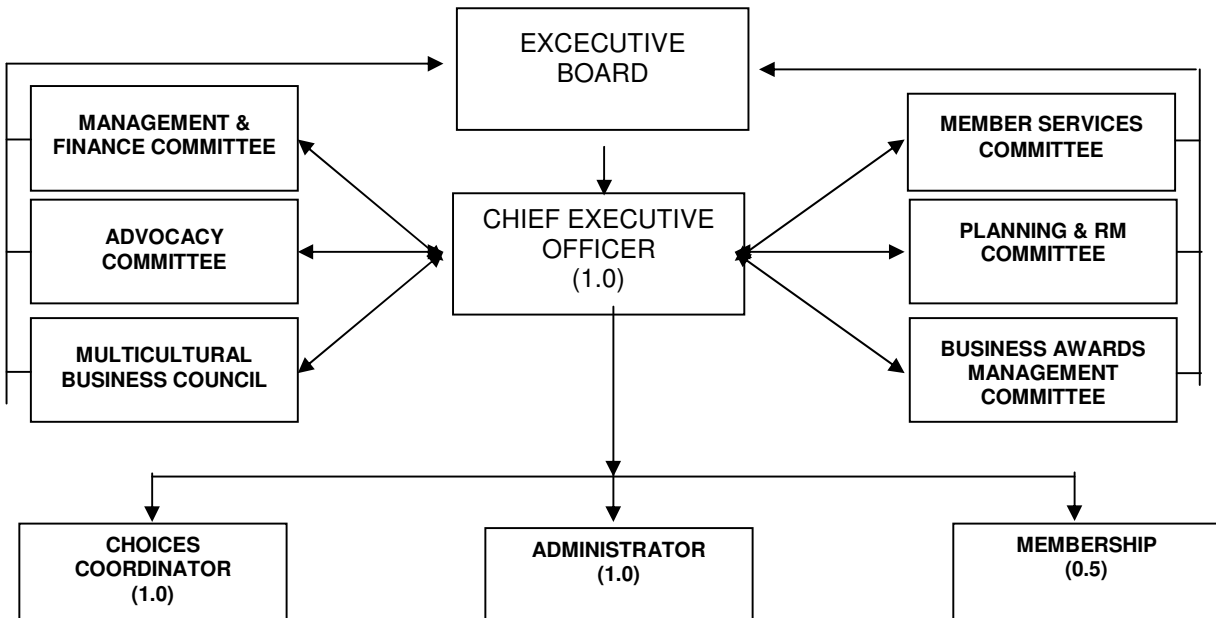 EXCECUTIVE
BOARD
MANAGEMENT &
FINANCE COMMITTEE
MEMBER SERVICES
COMMITTEE
CHIEF EXECUTIVE
OFFICER
(1.0)
ADVOCACY
COMMITTEE
PLANNING & RM
COMMITTEE
MULTICULTURAL
BUSINESS COUNCIL
BUSINESS AWARDS
MANAGEMENT
COMMITTEE
CHOICES
COORDINATOR
(1.0)
ADMINISTRATOR
(1.0)
MEMBERSHIP
(0.5)